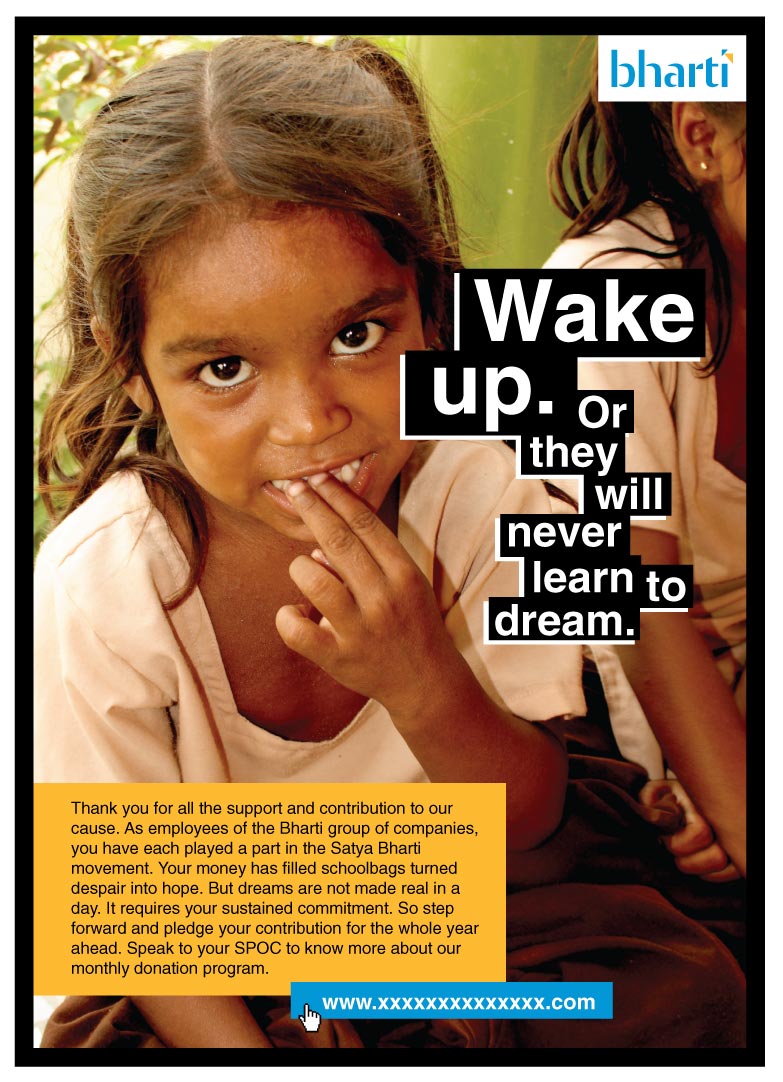 bharti
Wake
up. Or
they
will
never
learn to
dream.
Thank you for all the support and contribution to our
cause. As employees of the Bharti group of companies,
you have each played a part in the Satya Bharti
movement. Your money has filled schoolbags turned
despair into hope. But dreams are not made real in a
day. It requires your sustained commitment. So step
forward and pledge your contribution for the whole year
ahead. Speak to your SPOC to know more about our
monthly donation program.
www.xxxxxxxxxxxxxx.com